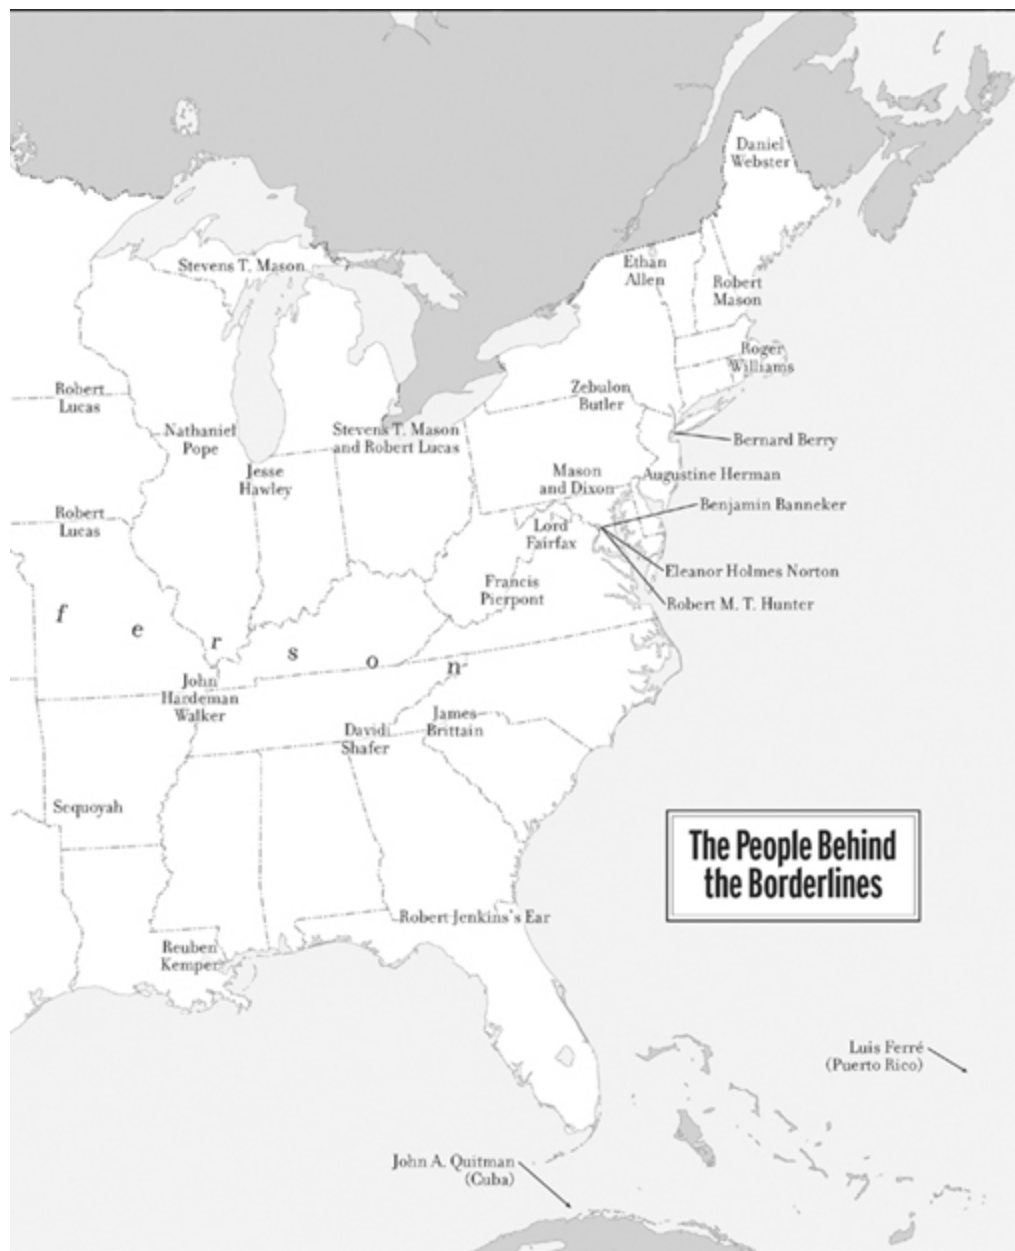 Daniel
Webster
Stevens T. Mason
Ethan
Allen
Robert
Mason
Roger
Williams
Robert
Lucas
Zebulon
Butler
Nathaniel
Pope
Stevens T. Mason
and Robert Lucas
Bernard Berry
Jesse
Hawley
Mason
and Dixon
Augustine Herman
Benjamin Banneker
Robert
Lucas
Lord
Fairfax
Eleanor Holmes Norton
Francis
Pierpont
Robert M. T. Hunter
f e r s o n
John
Hardeman
Walker
David
Shafer
James
Brittain
Sequoyah
The People Behind
the Borderlines
Robert Jenkins's Ear
Reuben
Kemper
Luis Ferré
(Puerto Rico)
John A. Quitman
(Cuba)